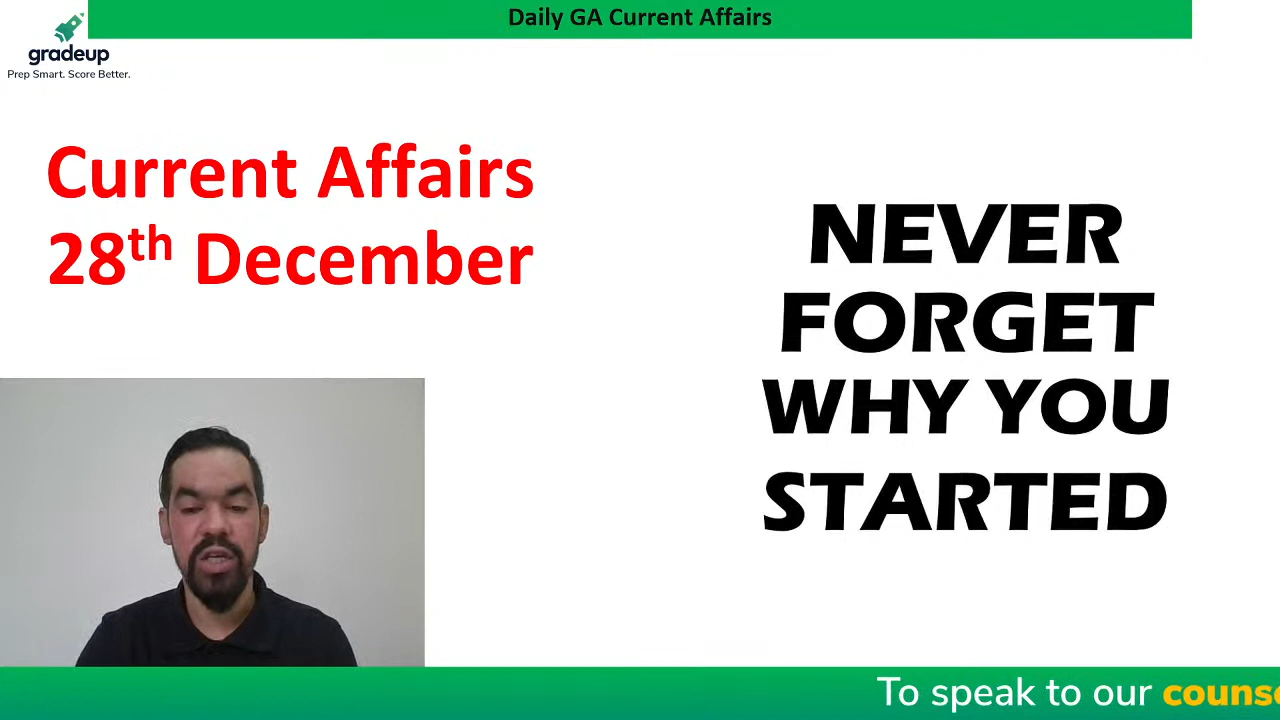 Daily GA Current Affairs
gradeup
Prep Smart. Score Better.
Current Affairs
28th December
NEVER
FORGET
WHY YOU
STARTED
To speak to our